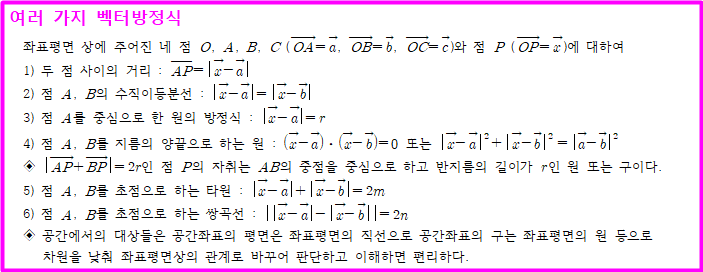 여러 가지 벡터방정식
좌표평면 상에 주어진 네 점 O, A, B, C ($\overrightarrow{OA}=\vec{a}$, $\overrightarrow{OB}=\vec{b}$, $\overrightarrow{OC}=\vec{c}$)와 점 P ($\overrightarrow{OP}=\vec{x}$)에 대하여
1) 두 점 사이의 거리 : $\overline{AP}=|\vec{x}-\vec{a}|$
2) 점 A, B의 수직이등분선 : $|\vec{x}-\vec{a}|=|\vec{x}-\vec{b}|$
3) 점 A를 중심으로 한 원의 방정식 : $|\vec{x}-\vec{a}|=r$
4) 점 A, B를 지름의 양끝으로 하는 원 : $(\vec{x}-\vec{a})\cdot(\vec{x}-\vec{b})=0$ 또는 $|\vec{x}-\vec{a}|^2+|\vec{x}-\vec{b}|^2=|\vec{a}-\vec{b}|^2$
◈ $|\overrightarrow{AP}+\overrightarrow{BP}|=2r$인 점 P의 자취는 AB의 중점을 중심으로 하고 반지름의 길이가 r인 원 또는 구이다.
5) 점 A, B를 초점으로 하는 타원 : $|\vec{x}-\vec{a}|+|\vec{x}-\vec{b}|=2m$
6) 점 A, B를 초점으로 하는 쌍곡선 : $||\vec{x}-\vec{a}|-|\vec{x}-\vec{b}||=2n$
◈ 공간에서의 대상들은 공간좌표의 평면은 좌표평면의 직선으로 공간좌표의 구는 좌표평면의 원 등으로
차원을 낮춰 좌표평면상의 관계로 바꾸어 판단하고 이해하면 편리하다.